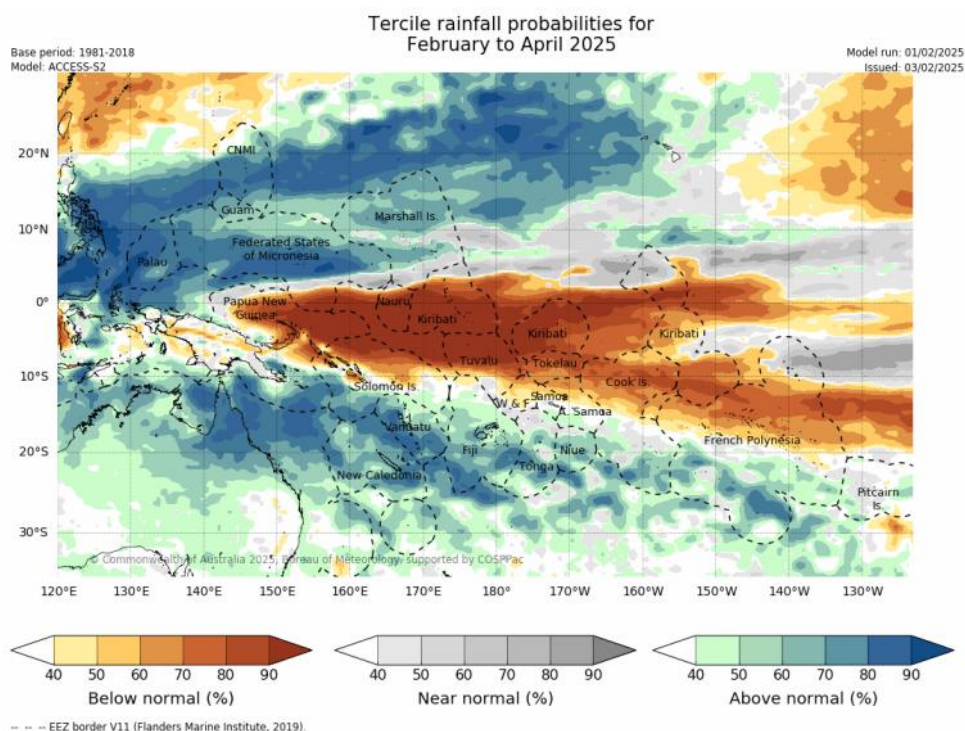 Tercile rainfall probabilities for
February to April 2025
Base period: 1981-2018
Model: ACCESS-S2
Model run: 01/02/2025
Issued: 03/02/2025
20°N
10°N
0°
10°S
20°S
30°S
CNMI
Guam
Marshall Is.
Federated States
of Micronesia
Palau
Papua New
Guinea
Nauru
Kiribati
Kiribati
Kiribati
Tuvalu
Tokelau
Solomon Is.
Cook Is.
W & F
Samoa
A. Samoa
Vanuatu
Fiji
Niue
French Polynesia
Tonga
New Caledonia
Pitcairn
Is.
© Commonwealth of Australia 2025, Bureau of Meteorology, supported by COSPPac
120°E 130°E 140°E 150°E 160°E 170°E 180° 170°W 160°W 150°W 140°W 130°W
40 50 60 70 80 90
Below normal (%)
40 50 60 70 80 90
Near normal (%)
40 50 60 70 80 90
Above normal (%)
-- -- -- EEZ border V11 (Flanders Marine Institute, 2019).